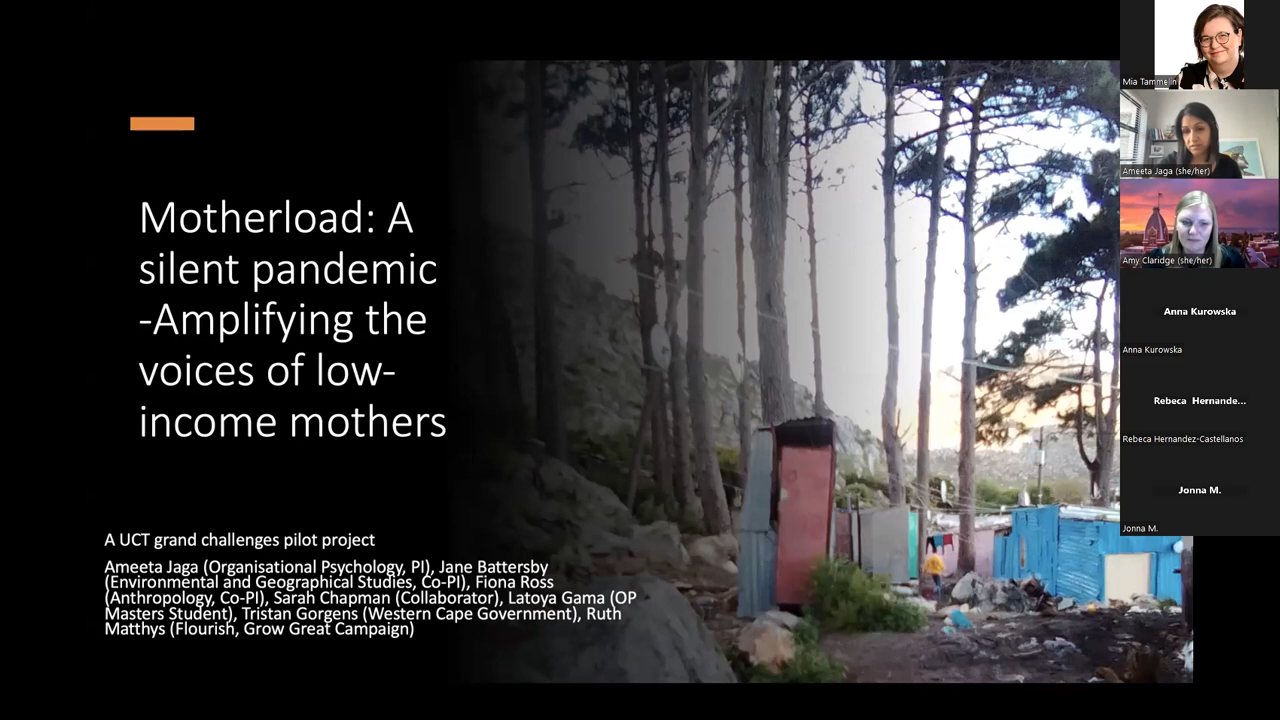 Motherload: A
silent pandemic
-Amplifying the
voices of low-
income mothers
A UCT grand challenges pilot project
Ameeta Jaga (Organisational Psychology, PI), Jane Battersby
(Environmental and Geographical Studies, Co-PI), Fiona Ross
(Anthropology, Co-PI), Sarah Chapman (Collaborator), Latoya Gama (OP
Masters Student), Tristan Gorgens (Western Cape Government), Ruth
Matthys (Flourish, Grow Great Campaign)
Mia Tammelin
Ameeta Jaga (she/her)
Amy Claridge (she/her)
Anna Kurowska
Anna Kurowska
Rebeca Hernande...
Rebeca Hernandez-Castellanos
Jonna M.
Jonna M.